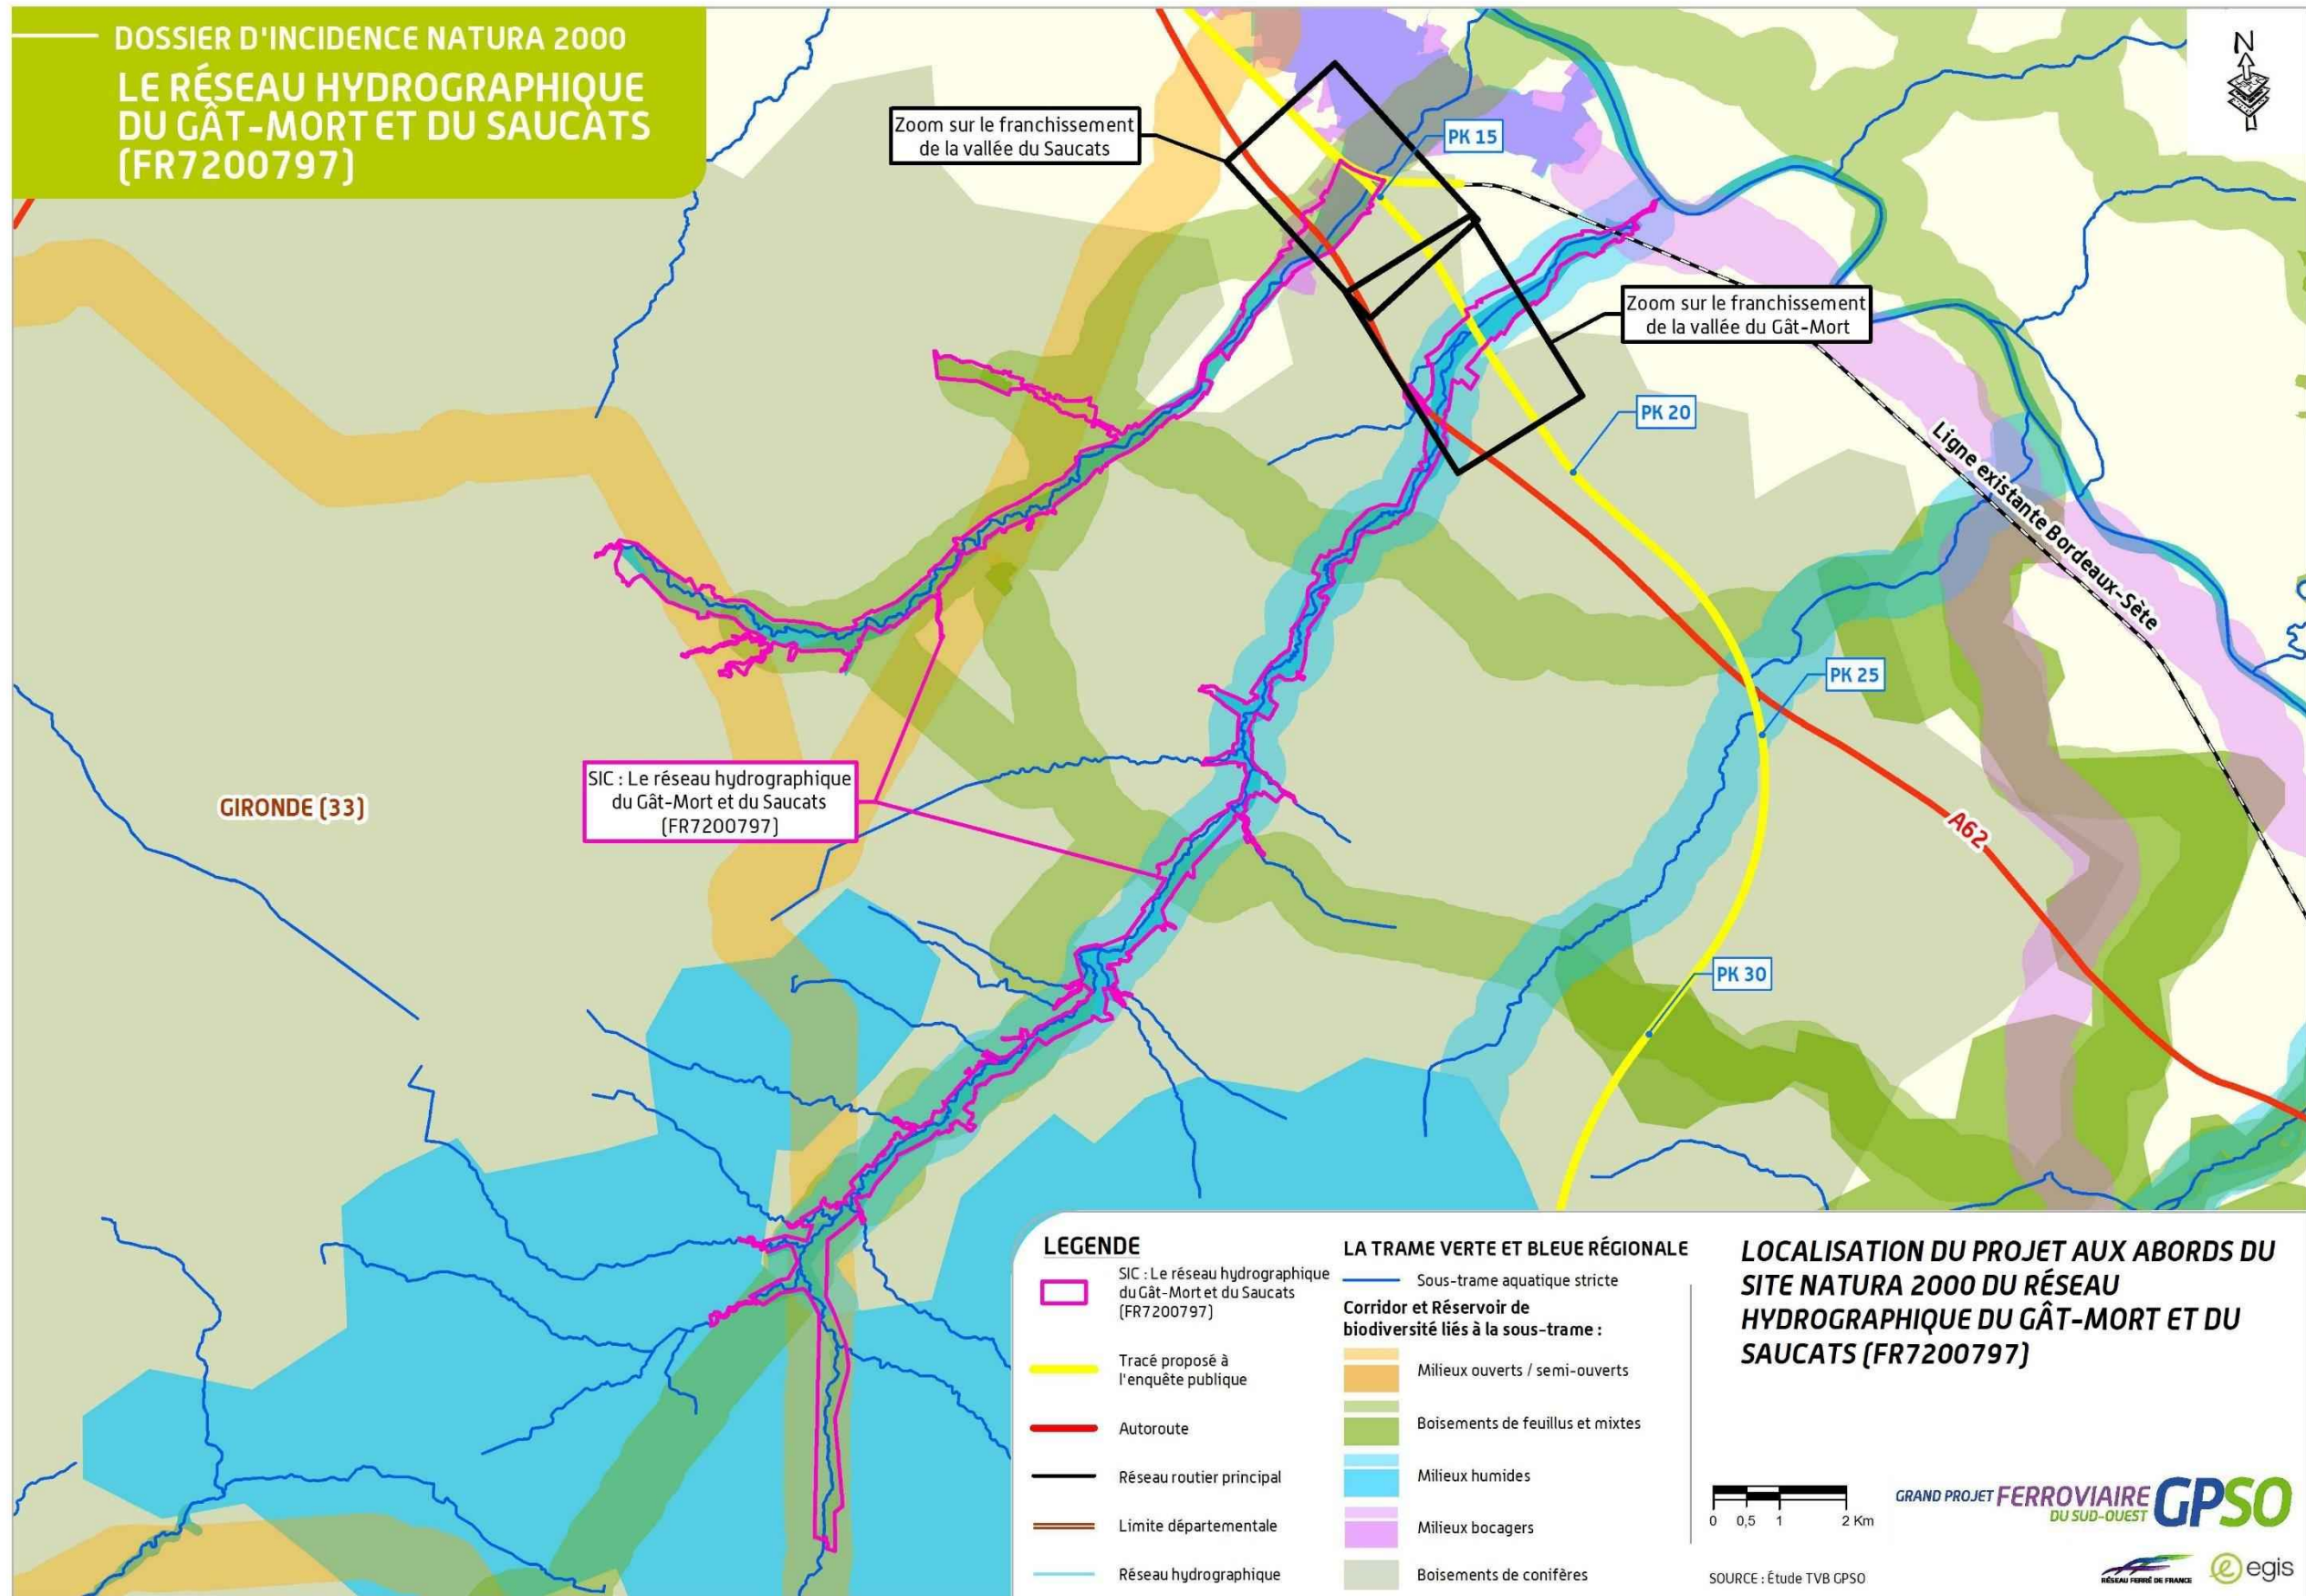 DOSSIER D'INCIDENCE NATURA 2000
LE RÉSEAU HYDROGRAPHIQUE
DU GÂT-MORT ET DU SAUCATS
(FR7200797)
N
Zoom sur le franchissement
de la vallée du Saucats
PK 15
Zoom sur le franchissement
de la vallée du Gât-Mort
PK 20
Ligne existante Bordeaux-Sète
PK 25
SIC : Le réseau hydrographique
du Gât-Mort et du Saucats
(FR7200797)
GIRONDE (33)
A62
PK 30
LEGENDE
SIC : Le réseau hydrographique
du Gât-Mort et du Saucats
(FR7200797)
Tracé proposé à
l'enquête publique
Autoroute
Réseau routier principal
Limite départementale
Réseau hydrographique
LA TRAME VERTE ET BLEUE RÉGIONALE
Sous-trame aquatique stricte
Corridor et Réservoir de
biodiversité liés à la sous-trame :
Milieux ouverts / semi-ouverts
Boisements de feuillus et mixtes
Milieux humides
Milieux bocagers
Boisements de conifères
LOCALISATION DU PROJET AUX ABORDS DU
SITE NATURA 2000 DU RÉSEAU
HYDROGRAPHIQUE DU GÂT-MORT ET DU
SAUCATS (FR7200797)
0 0,5 1 2 Km
GRAND PROJET FERROVIAIRE GPSO
DU SUD-OUEST
SOURCE : Étude TVB GPSO
RÉSEAU FERRÉ DE FRANCE
e egis